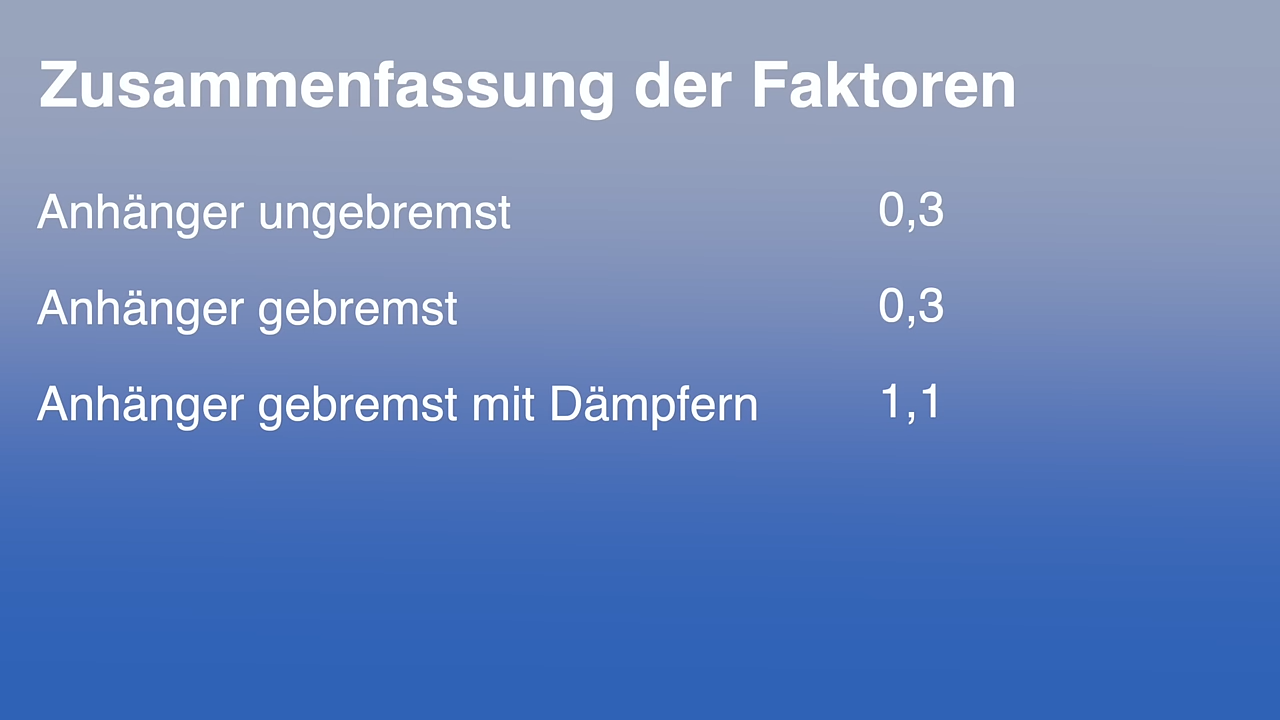 Zusammenfassung der Faktoren
Anhänger ungebremst 0,3
Anhänger gebremst 0,3
Anhänger gebremst mit Dämpfern 1,1